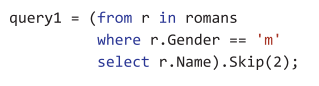 query1 = (from r in romans
where r.Gender == 'm'
select r.Name).Skip(2);